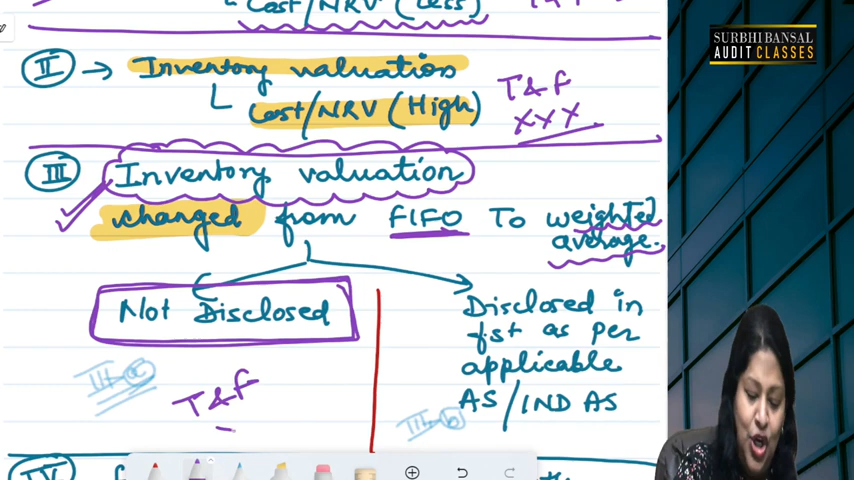 Cost/NRV (Less)
SURBHI BANSAL
AUDIT CLASSES
II → Inventory valuation
Cost/NRV (High)
T&F
XXX
III Inventory valuation
changed from FIFO To weighted
average.
Not Disclosed
Disclosed in
fst as per
applicable
AS/IND AS
III-a
T&F
III-b
IV